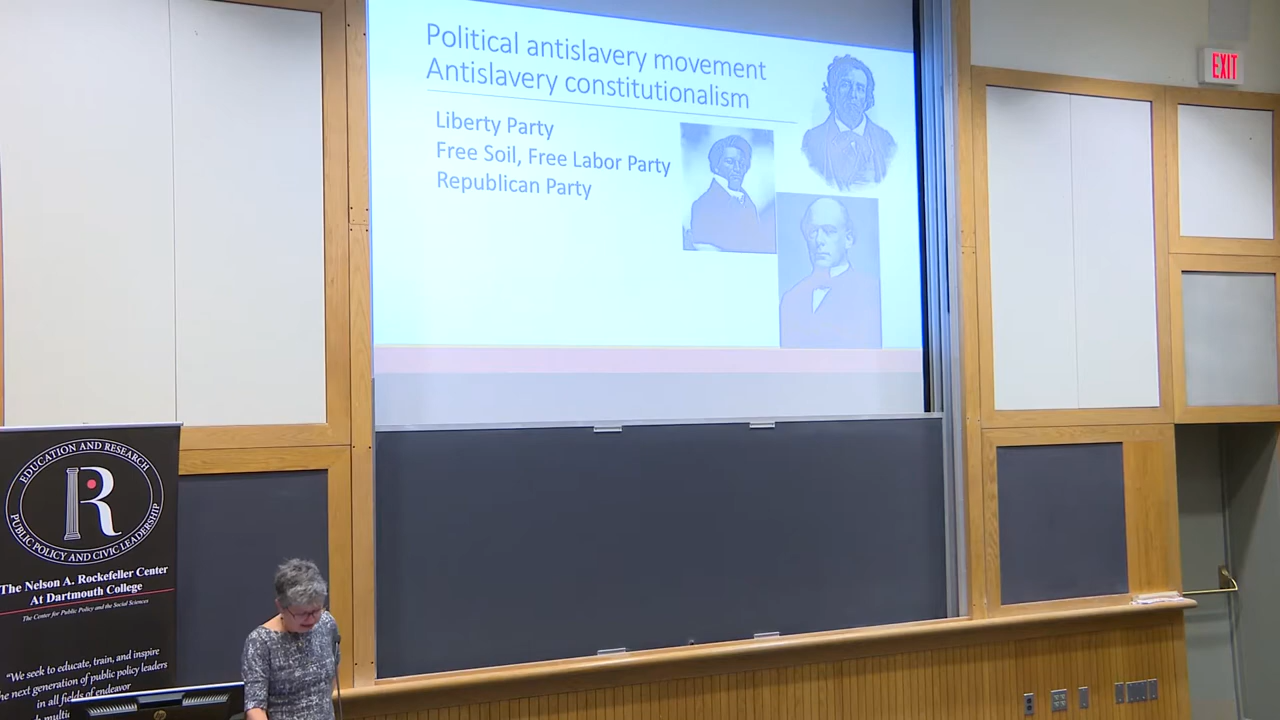 Political antislavery movement
Antislavery constitutionalism
Liberty Party
Free Soil, Free Labor Party
Republican Party
EXIT
EDUCATION AND RESEARCH
R
PUBLIC POLICY AND CIVIC LEADERSHIP
The Nelson A. Rockefeller Center
At Dartmouth College
The Center for Public Policy and the Social Sciences
"We seek to educate, train, and inspire
the next generation of public policy leaders
in all fields of endeavor